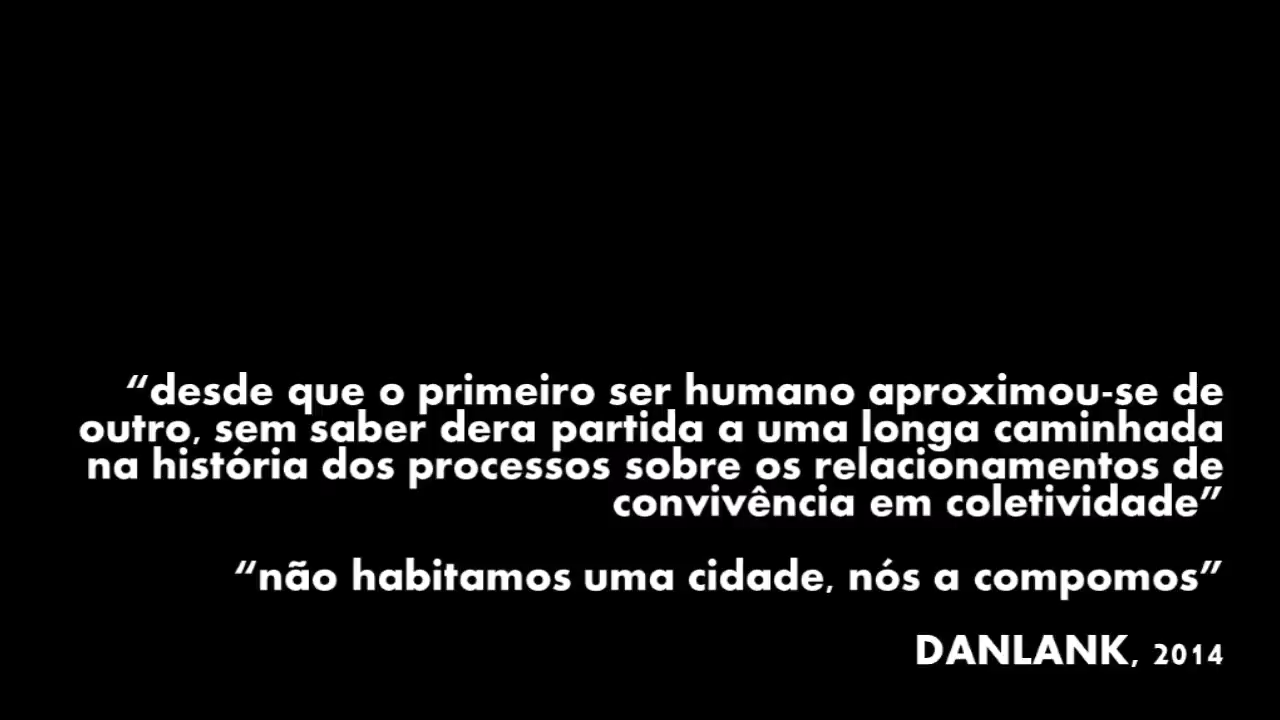 “desde que o primeiro ser humano aproximou-se de
outro, sem saber dera partida a uma longa caminhada
na história dos processos sobre os relacionamentos de
convivência em coletividade”
“não habitamos uma cidade, nós a compomos”
DANLANK, 2014